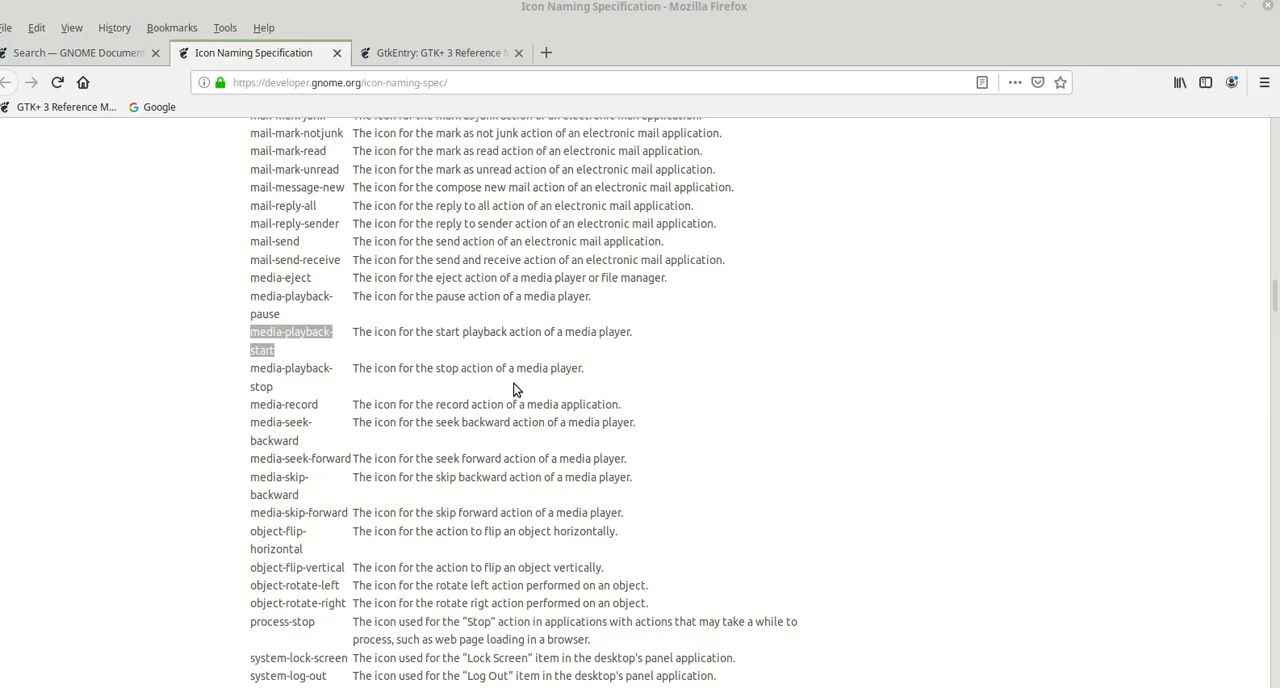 Icon Naming Specification - Mozilla Firefox
ile Edit View History Bookmarks Tools Help
Search — GNOME Documen Icon Naming Specification GtkEntry: GTK+ 3 Reference M
https://developer.gnome.org/icon-naming-spec/
GTK+ 3 Reference M... Google
mail-mark-junk The icon for the mark as junk action of an electronic mail application.
mail-mark-notjunk The icon for the mark as not junk action of an electronic mail application.
mail-mark-read The icon for the mark as read action of an electronic mail application.
mail-mark-unread The icon for the mark as unread action of an electronic mail application.
mail-message-new The icon for the compose new mail action of an electronic mail application.
mail-reply-all The icon for the reply to all action of an electronic mail application.
mail-reply-sender The icon for the reply to sender action of an electronic mail application.
mail-send The icon for the send action of an electronic mail application.
mail-send-receive The icon for the send and receive action of an electronic mail application.
media-eject The icon for the eject action of a media player or file manager.
media-playback- The icon for the pause action of a media player.
pause
media-playback- The icon for the start playback action of a media player.
start
media-playback- The icon for the stop action of a media player.
stop
media-record The icon for the record action of a media application.
media-seek- The icon for the seek backward action of a media player.
backward
media-seek-forward The icon for the seek forward action of a media player.
media-skip- The icon for the skip backward action of a media player.
backward
media-skip-forward The icon for the skip forward action of a media player.
object-flip- The icon for the action to flip an object horizontally.
horizontal
object-flip-vertical The icon for the action to flip an object vertically.
object-rotate-left The icon for the rotate left action performed on an object.
object-rotate-right The icon for the rotate rigt action performed on an object.
process-stop The icon used for the “Stop” action in applications with actions that may take a while to
process, such as web page loading in a browser.
system-lock-screen The icon used for the “Lock Screen” item in the desktop's panel application.
system-log-out The icon used for the “Log Out” item in the desktop's panel application.